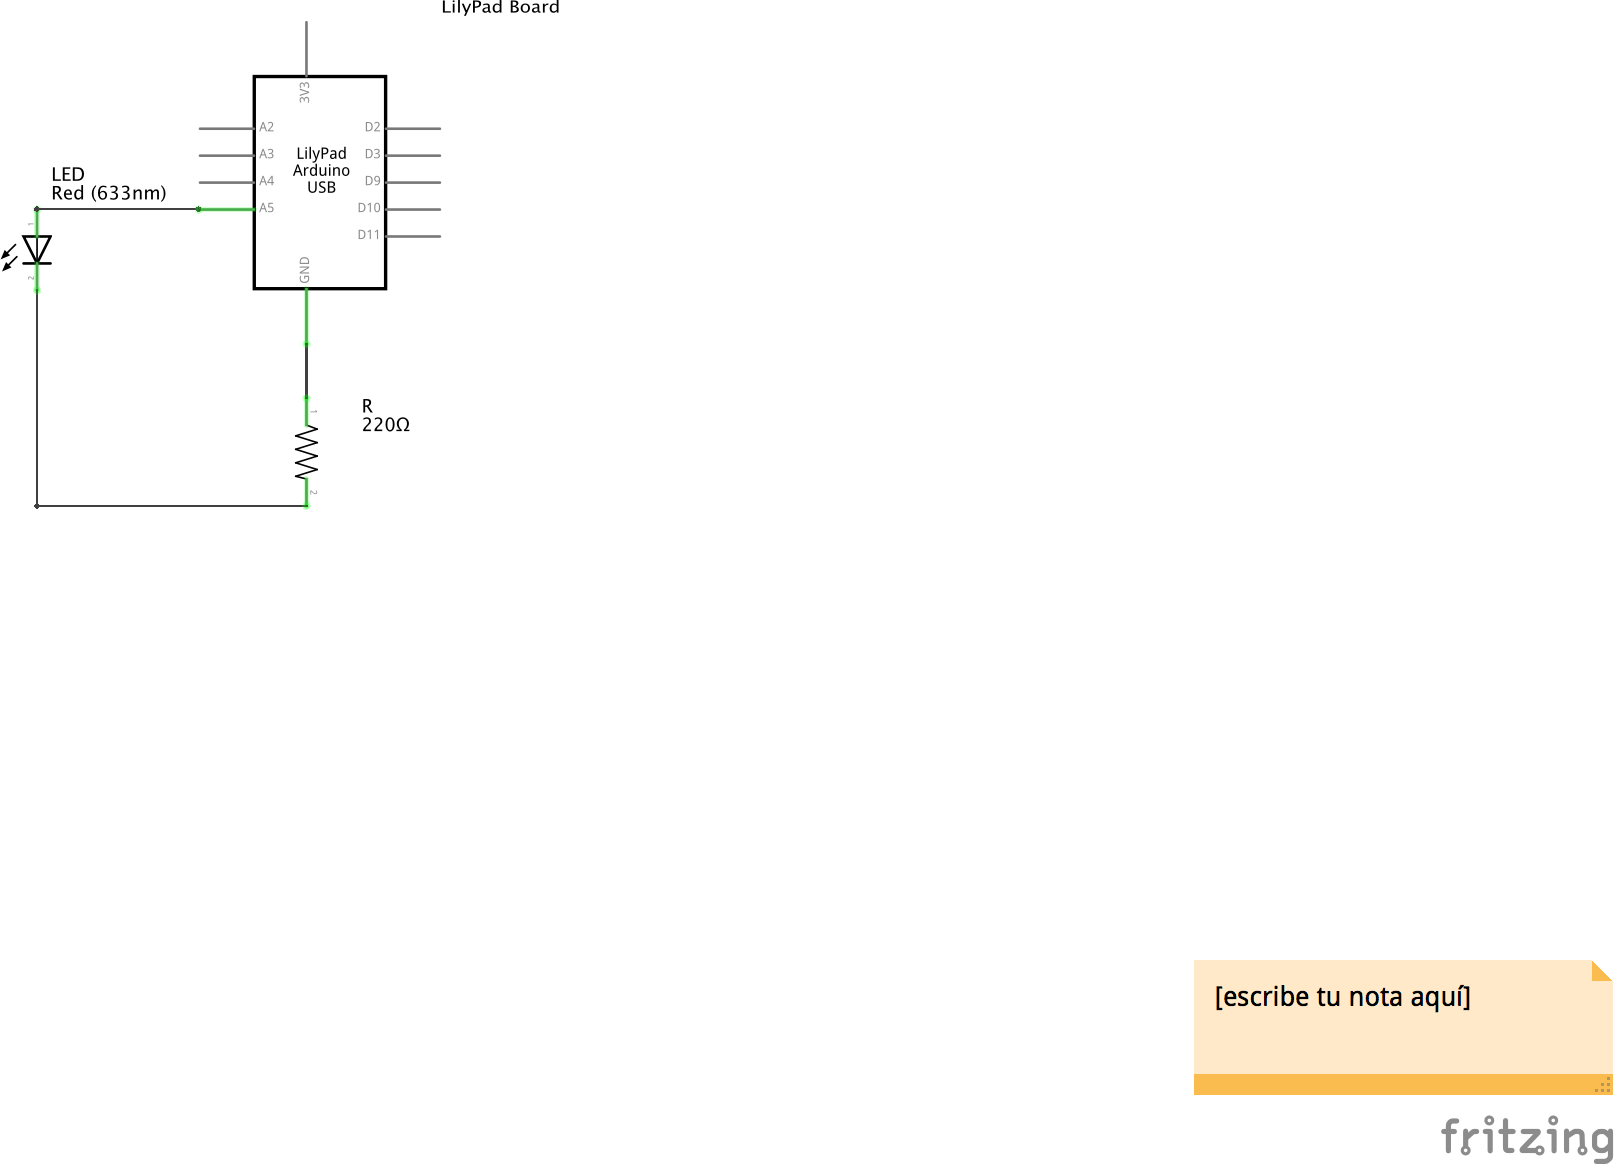 LilyPad Board
3V3
A2
D2
A3
D3
LilyPad
Arduino
USB
A4
D9
A5
D10
D11
GND
LED
Red (633nm)
1
2
R
220Ω
1
2
[escribe tu nota aquí]
fritzing